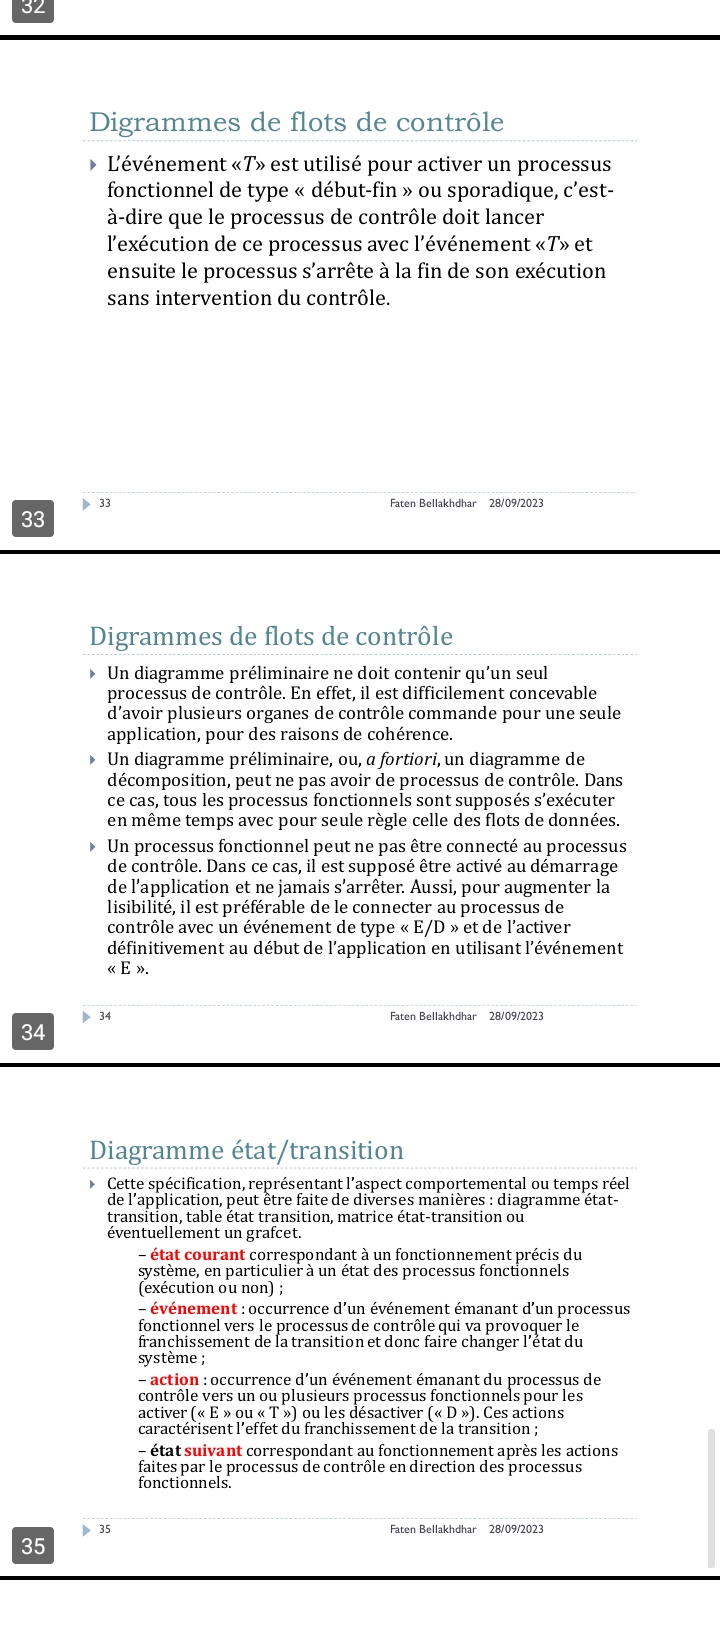 32
Digrammes de flots de contrôle
L’événement «T» est utilisé pour activer un processus
fonctionnel de type « début-fin » ou sporadique, c’est-
à-dire que le processus de contrôle doit lancer
l’exécution de ce processus avec l’événement «T» et
ensuite le processus s’arrête à la fin de son exécution
sans intervention du contrôle.
33 Faten Bellakhdhar 28/09/2023
33
Digrammes de flots de contrôle
Un diagramme préliminaire ne doit contenir qu’un seul
processus de contrôle. En effet, il est difficilement concevable
d’avoir plusieurs organes de contrôle commande pour une seule
application, pour des raisons de cohérence.
Un diagramme préliminaire, ou, a fortiori, un diagramme de
décomposition, peut ne pas avoir de processus de contrôle. Dans
ce cas, tous les processus fonctionnels sont supposés s’exécuter
en même temps avec pour seule règle celle des flots de données.
Un processus fonctionnel peut ne pas être connecté au processus
de contrôle. Dans ce cas, il est supposé être activé au démarrage
de l’application et ne jamais s’arrêter. Aussi, pour augmenter la
lisibilité, il est préférable de le connecter au processus de
contrôle avec un événement de type « E/D » et de l’activer
définitivement au début de l’application en utilisant l’événement
« E ».
34 Faten Bellakhdhar 28/09/2023
34
Diagramme état/transition
Cette spécification, représentant l’aspect comportemental ou temps réel
de l’application, peut être faite de diverses manières : diagramme état-
transition, table état transition, matrice état-transition ou
éventuellement un grafcet.
– état courant correspondant à un fonctionnement précis du
système, en particulier à un état des processus fonctionnels
(exécution ou non) ;
– événement : occurrence d’un événement émanant d’un processus
fonctionnel vers le processus de contrôle qui va provoquer le
franchissement de la transition et donc faire changer l’état du
système ;
– action : occurrence d’un événement émanant du processus de
contrôle vers un ou plusieurs processus fonctionnels pour les
activer (« E » ou « T ») ou les désactiver (« D »). Ces actions
caractérisent l’effet du franchissement de la transition ;
– état suivant correspondant au fonctionnement après les actions
faites par le processus de contrôle en direction des processus
fonctionnels.
35 Faten Bellakhdhar 28/09/2023
35